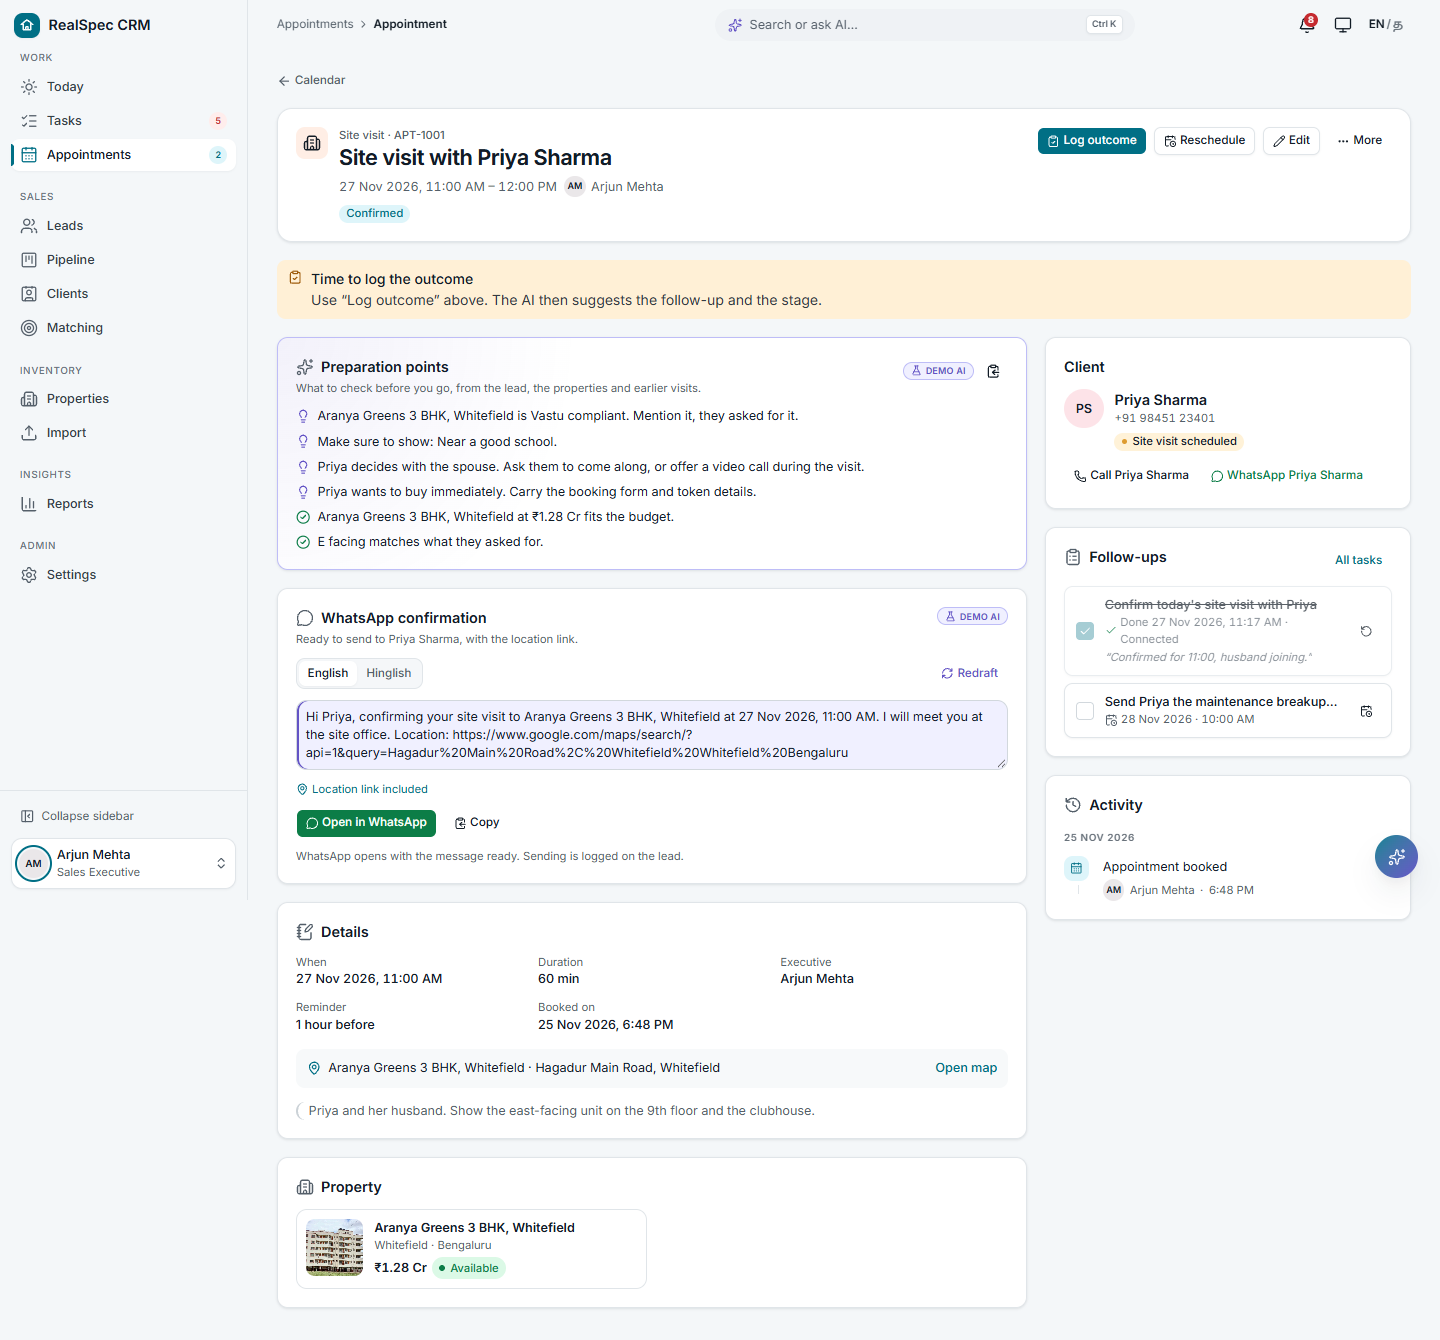 RealSpec CRM
WORK
Today
Tasks
5
Appointments
2
SALES
Leads
Pipeline
Clients
Matching
INVENTORY
Properties
Import
INSIGHTS
Reports
ADMIN
Settings
Collapse sidebar
AM
Arjun Mehta
Sales Executive
Appointments > Appointment
Search or ask AI...
Ctrl K
8
EN / த
Calendar
Site visit · APT-1001
Site visit with Priya Sharma
27 Nov 2026, 11:00 AM – 12:00 PM AM Arjun Mehta
Confirmed
Log outcome
Reschedule
Edit
More
Time to log the outcome
Use “Log outcome” above. The AI then suggests the follow-up and the stage.
Preparation points
DEMO AI
What to check before you go, from the lead, the properties and earlier visits.
Aranya Greens 3 BHK, Whitefield is Vastu compliant. Mention it, they asked for it.
Make sure to show: Near a good school.
Priya decides with the spouse. Ask them to come along, or offer a video call during the visit.
Priya wants to buy immediately. Carry the booking form and token details.
Aranya Greens 3 BHK, Whitefield at ₹1.28 Cr fits the budget.
E facing matches what they asked for.
WhatsApp confirmation
DEMO AI
Ready to send to Priya Sharma, with the location link.
English
Hinglish
Redraft
Hi Priya, confirming your site visit to Aranya Greens 3 BHK, Whitefield at 27 Nov 2026, 11:00 AM. I will meet you at
the site office. Location: https://www.google.com/maps/search/?
api=1&query=Hagadur%20Main%20Road%2C%20Whitefield%20Whitefield%20Bengaluru
Location link included
Open in WhatsApp
Copy
WhatsApp opens with the message ready. Sending is logged on the lead.
Details
When
27 Nov 2026, 11:00 AM
Duration
60 min
Executive
Arjun Mehta
Reminder
1 hour before
Booked on
25 Nov 2026, 6:48 PM
Aranya Greens 3 BHK, Whitefield · Hagadur Main Road, Whitefield
Open map
Priya and her husband. Show the east-facing unit on the 9th floor and the clubhouse.
Property
Aranya Greens 3 BHK, Whitefield
Whitefield · Bengaluru
₹1.28 Cr
Available
Client
PS
Priya Sharma
+91 98451 23401
Site visit scheduled
Call Priya Sharma
WhatsApp Priya Sharma
Follow-ups
All tasks
Confirm today's site visit with Priya
Done 27 Nov 2026, 11:17 AM ·
Connected
"Confirmed for 11:00, husband joining."
Send Priya the maintenance breakup...
28 Nov 2026 · 10:00 AM
Activity
25 NOV 2026
Appointment booked
AM Arjun Mehta · 6:48 PM